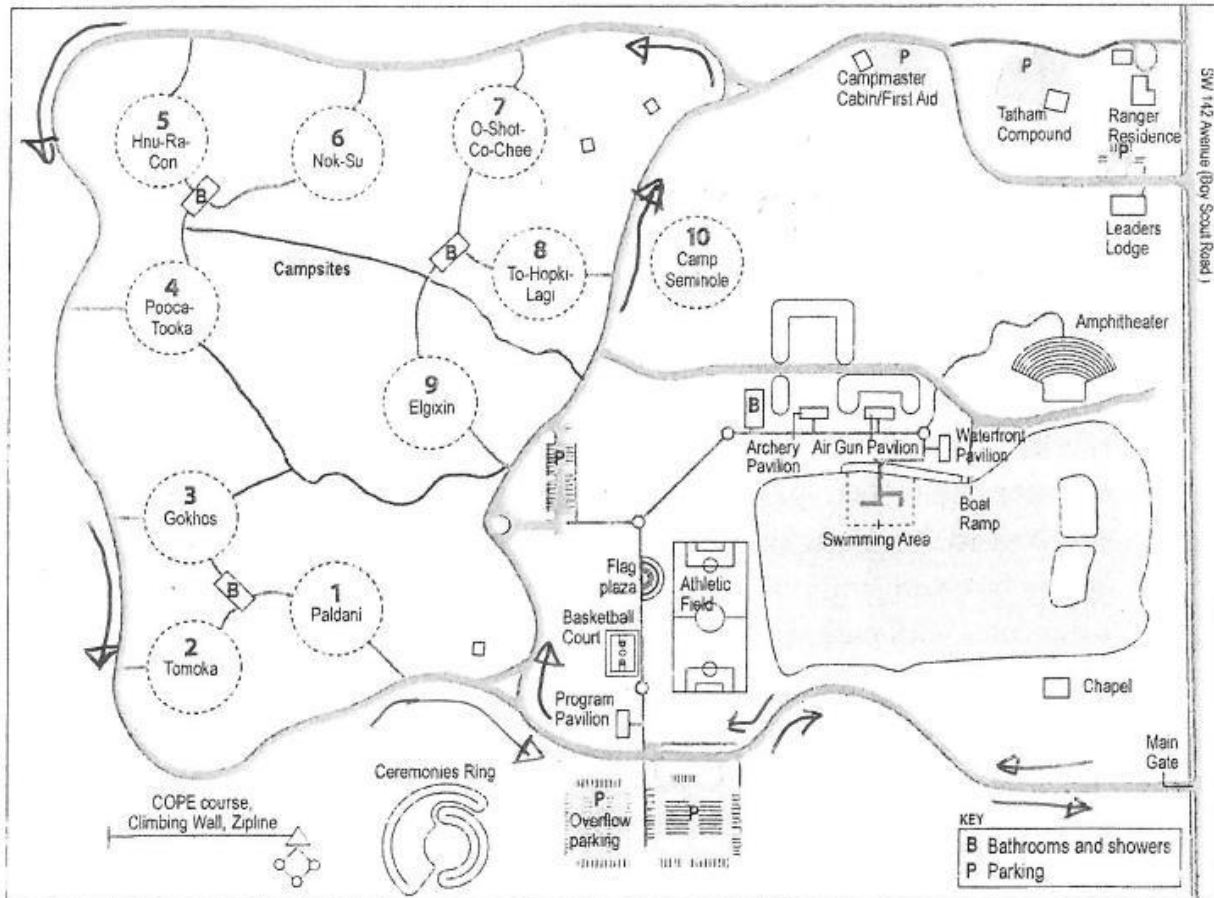 5
Hnu-Ra-
Con
6
Nok-Su
7
O-Shot-
Co-Chee
P
Campmaster
Cabin/First Aid
P
Tatham
Compound
Ranger
Residence
P
SW 142 Avenue (Boy Scout Road)
Leaders
Lodge
B
B
Campsites
8
To-Hopki-
Lagi
10
Camp
Seminole
4
Pooca-
Tooka
Amphitheater
9
Elgixin
B
Archery
Pavilion
Air Gun Pavilion
Waterfront
Pavilion
P
Boat
Ramp
Swimming Area
3
Gokhos
B
1
Paldani
2
Tomoka
Flag
plaza
Athletic
Field
Basketball
Court
Program
Pavilion
Chapel
Main
Gate
Ceremonies Ring
COPE course,
Climbing Wall, Zipline
P
Overflow
parking
P
KEY
B Bathrooms and showers
P Parking